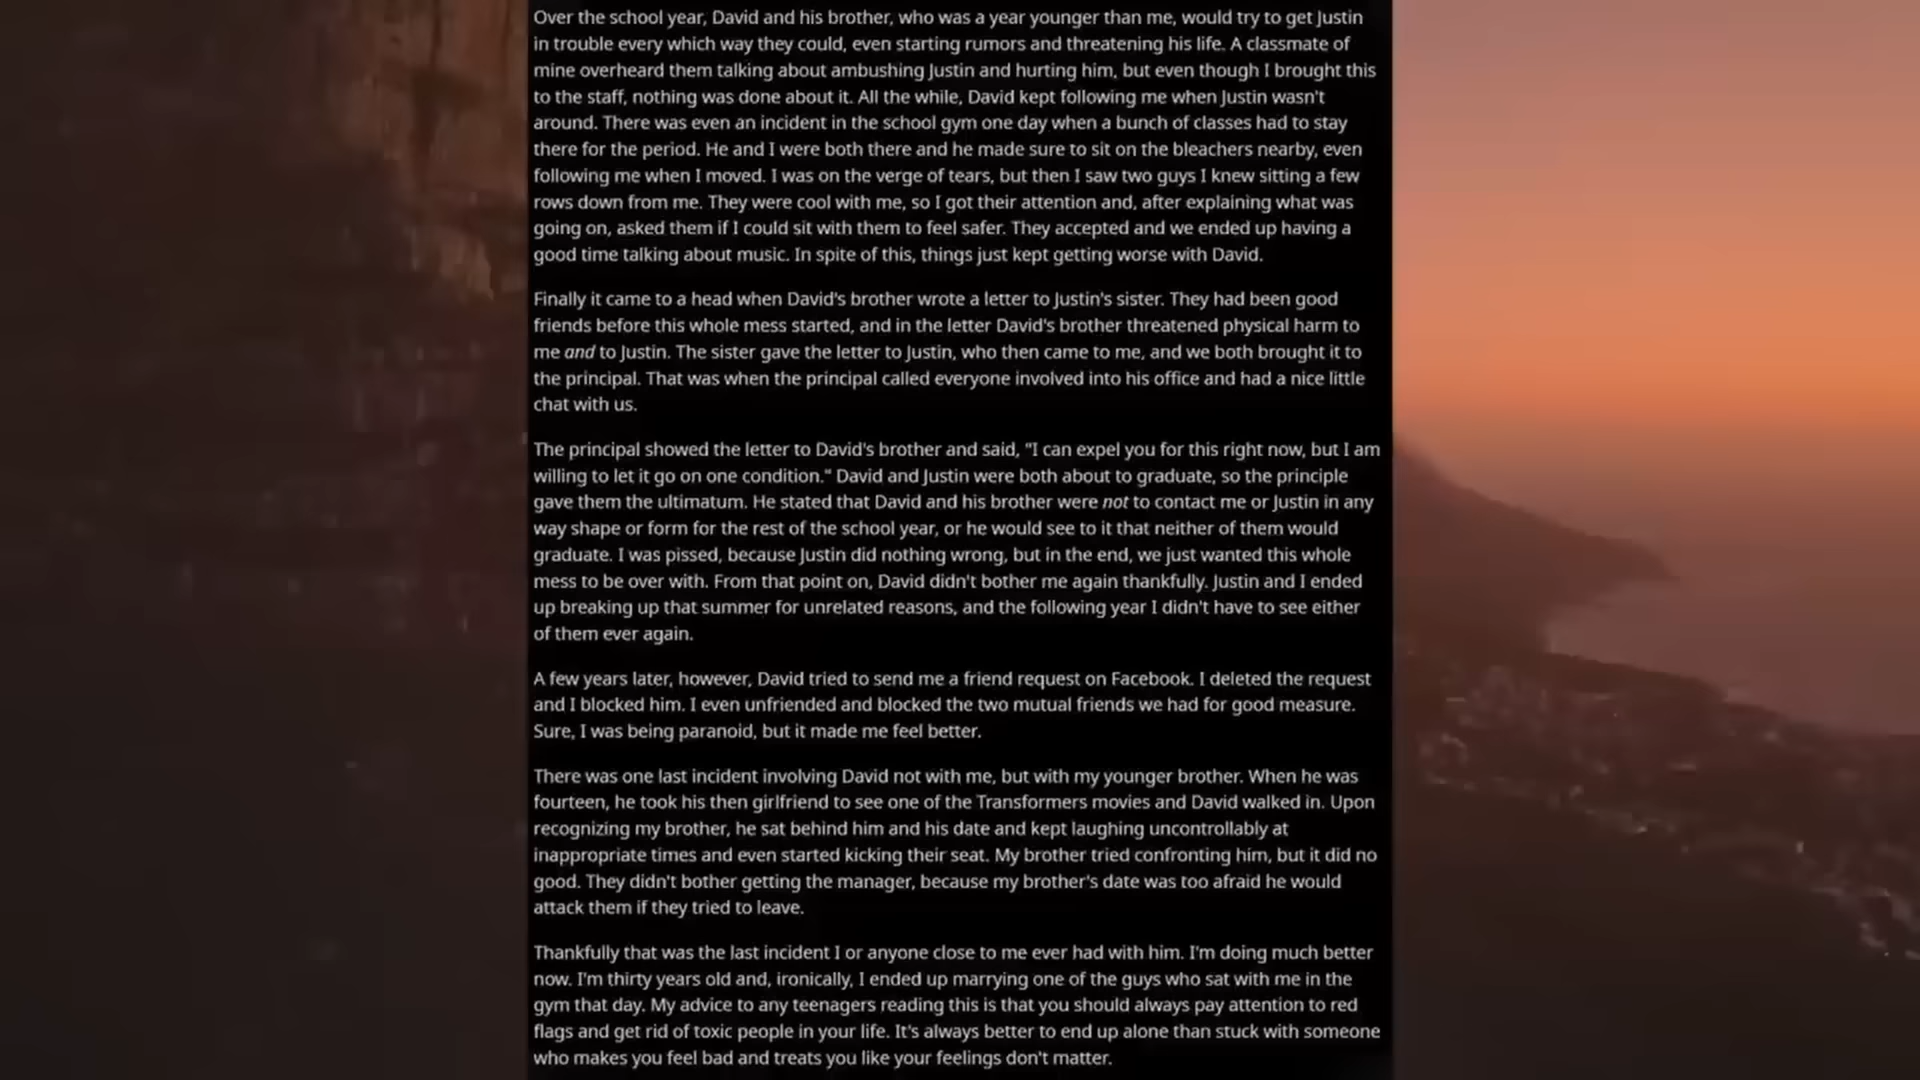 Over the school year, David and his brother, who was a year younger than me, would try to get Justin
in trouble every which way they could, even starting rumors and threatening his life. A classmate of
mine overheard them talking about ambushing Justin and hurting him, but even though I brought this
to the staff, nothing was done about it. All the while, David kept following me when Justin wasn't
around. There was even an incident in the school gym one day when a bunch of classes had to stay
there for the period. He and I were both there and he made sure to sit on the bleachers nearby, even
following me when I moved. I was on the verge of tears, but then I saw two guys I knew sitting a few
rows down from me. They were cool with me, so I got their attention and, after explaining what was
going on, asked them if I could sit with them to feel safer. They accepted and we ended up having a
good time talking about music. In spite of this, things just kept getting worse with David.
Finally it came to a head when David's brother wrote a letter to Justin's sister. They had been good
friends before this whole mess started, and in the letter David's brother threatened physical harm to
me and to Justin. The sister gave the letter to Justin, who then came to me, and we both brought it to
the principal. That was when the principal called everyone involved into his office and had a nice little
chat with us.
The principal showed the letter to David's brother and said, "I can expel you for this right now, but I am
willing to let it go on one condition." David and Justin were both about to graduate, so the principle
gave them the ultimatum. He stated that David and his brother were not to contact me or Justin in any
way shape or form for the rest of the school year, or he would see to it that neither of them would
graduate. I was pissed, because Justin did nothing wrong, but in the end, we just wanted this whole
mess to be over with. From that point on, David didn't bother me again thankfully. Justin and I ended
up breaking up that summer for unrelated reasons, and the following year I didn't have to see either
of them ever again.
A few years later, however, David tried to send me a friend request on Facebook. I deleted the request
and I blocked him. I even unfriended and blocked the two mutual friends we had for good measure.
Sure, I was being paranoid, but it made me feel better.
There was one last incident involving David not with me, but with my younger brother. When he was
fourteen, he took his then girlfriend to see one of the Transformers movies and David walked in. Upon
recognizing my brother, he sat behind him and his date and kept laughing uncontrollably at
inappropriate times and even started kicking their seat. My brother tried confronting him, but it did no
good. They didn't bother getting the manager, because my brother's date was too afraid he would
attack them if they tried to leave.
Thankfully that was the last incident I or anyone close to me ever had with him. I'm doing much better
now. I'm thirty years old and, ironically, I ended up marrying one of the guys who sat with me in the
gym that day. My advice to any teenagers reading this is that you should always pay attention to red
flags and get rid of toxic people in your life. It's always better to end up alone than stuck with someone
who makes you feel bad and treats you like your feelings don't matter.